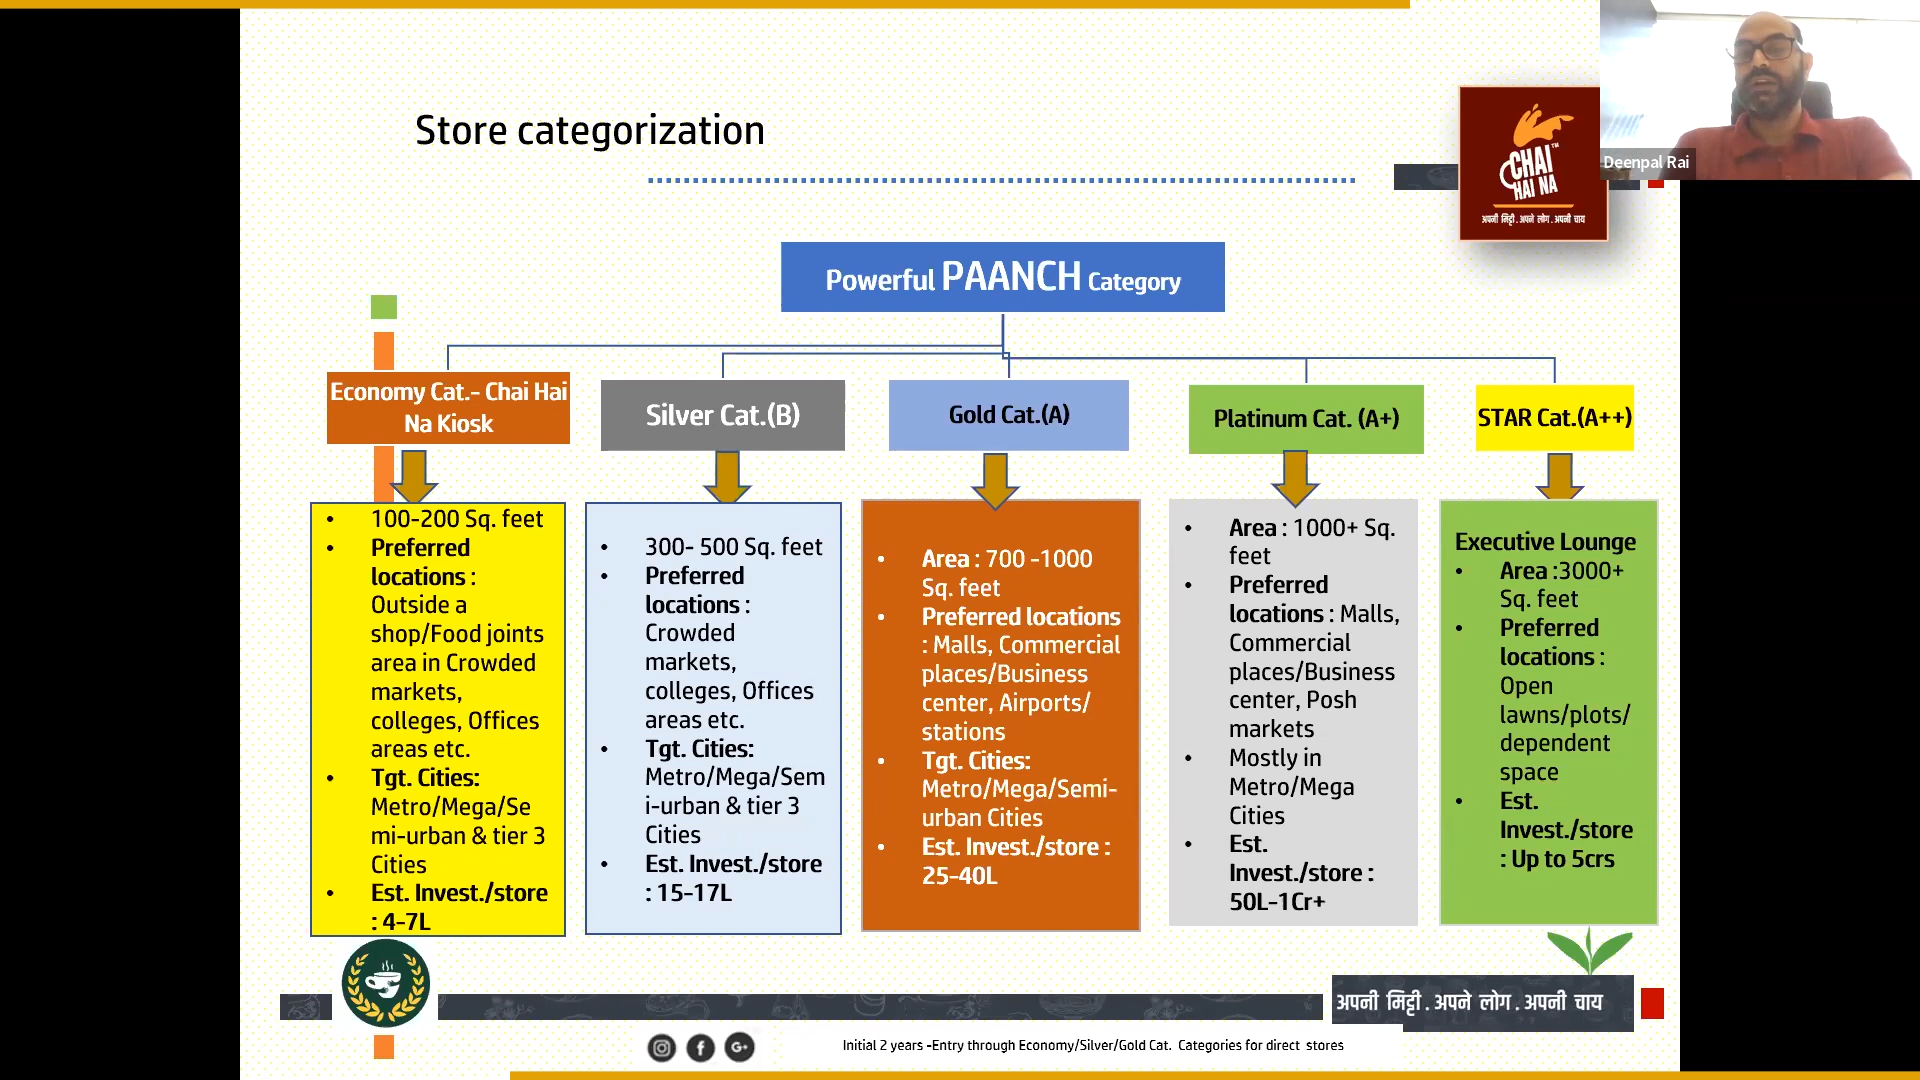 Store categorization
Deenpal Rai
CHAI
HAI NA
TM
अपनी मिट्टी . अपने लोग . अपनी चाय
Powerful PAANCH Category
Economy Cat.- Chai Hai
Na Kiosk
Silver Cat.(B)
Gold Cat.(A)
Platinum Cat. (A+)
STAR Cat.(A++)
• 100-200 Sq. feet
• Preferred
locations :
Outside a
shop/Food joints
area in Crowded
markets,
colleges, Offices
areas etc.
• Tgt. Cities:
Metro/Mega/Se
mi-urban & tier 3
Cities
• Est. Invest./store
: 4-7L
• 300- 500 Sq. feet
• Preferred
locations :
Crowded
markets,
colleges, Offices
areas etc.
• Tgt. Cities:
Metro/Mega/Sem
i-urban & tier 3
Cities
• Est. Invest./store
: 15-17L
• Area : 700 -1000
Sq. feet
• Preferred locations
: Malls, Commercial
places/Business
center, Airports/
stations
• Tgt. Cities:
Metro/Mega/Semi-
urban Cities
• Est. Invest./store :
25-40L
• Area : 1000+ Sq.
feet
• Preferred
locations : Malls,
Commercial
places/Business
center, Posh
markets
• Mostly in
Metro/Mega
Cities
• Est.
Invest./store :
50L-1Cr+
Executive Lounge
• Area :3000+
Sq. feet
• Preferred
locations :
Open
lawns/plots/
dependent
space
• Est.
Invest./store
: Up to 5crs
अपनी मिट्टी . अपने लोग . अपनी चाय
f
G+
Initial 2 years -Entry through Economy/Silver/Gold Cat. Categories for direct stores